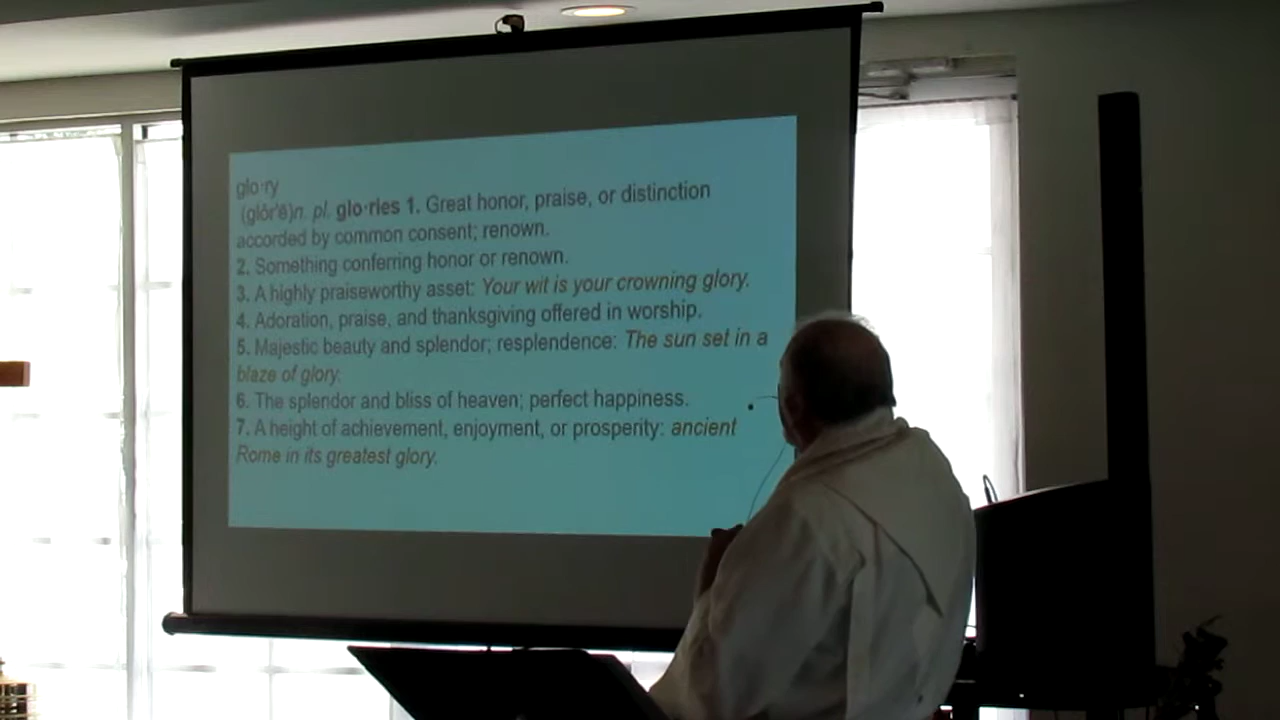 glo·ry
(glôr'ē)n. pl. glo·ries 1. Great honor, praise, or distinction
accorded by common consent; renown.
2. Something conferring honor or renown.
3. A highly praiseworthy asset: Your wit is your crowning glory.
4. Adoration, praise, and thanksgiving offered in worship.
5. Majestic beauty and splendor; resplendence: The sun set in a
blaze of glory.
6. The splendor and bliss of heaven; perfect happiness.
7. A height of achievement, enjoyment, or prosperity: ancient
Rome in its greatest glory.